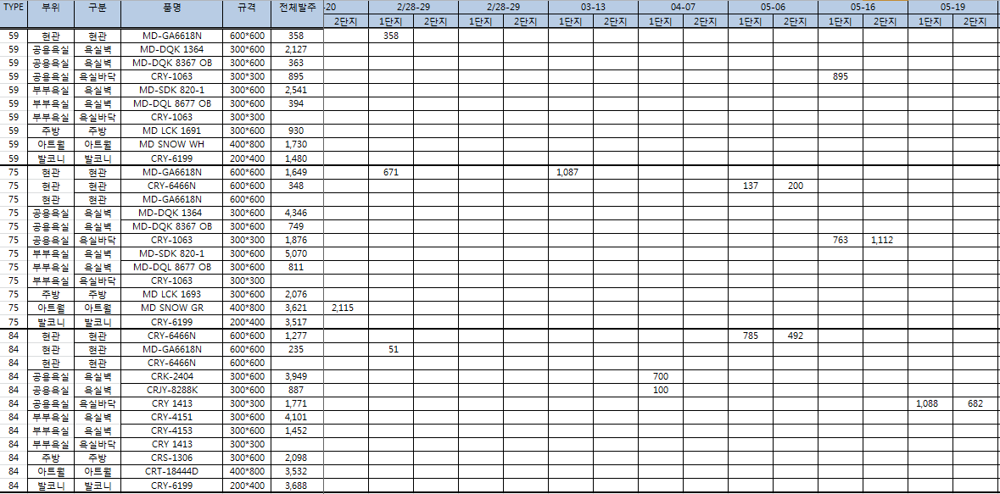 TYPE 부위 구분 품명 규격 전체발주 -20 2/28-29 2/28-29 03-13 04-07 05-06 05-16 05-19
2단지 1단지 2단지 1단지 2단지 1단지 2단지 1단지 2단지 1단지 2단지 1단지 2단지 1단지 2단지
59 현관 현관 MD-GA6618N 600*600 358 358
59 공용욕실 욕실벽 MD-DQK 1364 300*600 2,127
59 공용욕실 욕실벽 MD-DQK 8367 OB 300*600 363
59 공용욕실 욕실바닥 CRY-1063 300*300 895 895
59 부부욕실 욕실벽 MD-SDK 820-1 300*600 2,541
59 부부욕실 욕실벽 MD-DQL 8677 OB 300*600 394
59 부부욕실 욕실바닥 CRY-1063 300*300
59 주방 주방 MD LCK 1691 300*600 930
59 아트월 아트월 MD SNOW WH 400*800 1,730
59 발코니 발코니 CRY-6199 200*400 1,480
75 현관 현관 MD-GA6618N 600*600 1,649 671 1,087
75 현관 현관 CRY-6466N 600*600 348 137 200
75 현관 현관 MD-GA6618N 600*600
75 공용욕실 욕실벽 MD-DQK 1364 300*600 4,346
75 공용욕실 욕실벽 MD-DQK 8367 OB 300*600 749
75 공용욕실 욕실바닥 CRY-1063 300*300 1,876 763 1,112
75 부부욕실 욕실벽 MD-SDK 820-1 300*600 5,070
75 부부욕실 욕실벽 MD-DQL 8677 OB 300*600 811
75 부부욕실 욕실바닥 CRY-1063 300*300
75 주방 주방 MD LCK 1693 300*600 2,076
75 아트월 아트월 MD SNOW GR 400*800 3,621 2,115
75 발코니 발코니 CRY-6199 200*400 3,517
84 현관 현관 CRY-6466N 600*600 1,277 785 492
84 현관 현관 MD-GA6618N 600*600 235 51
84 현관 현관 CRY-6466N 600*600
84 공용욕실 욕실벽 CRK-2404 300*600 3,949 700
84 공용욕실 욕실벽 CRJY-8288K 300*600 887 100
84 공용욕실 욕실바닥 CRY 1413 300*300 1,771 1,088 682
84 부부욕실 욕실벽 CRY-4151 300*600 4,101
84 부부욕실 욕실벽 CRY-4153 300*600 1,452
84 부부욕실 욕실바닥 CRY 1413 300*300
84 주방 주방 CRS-1306 300*600 2,098
84 아트월 아트월 CRT-18444D 400*800 3,532
84 발코니 발코니 CRY-6199 200*400 3,688